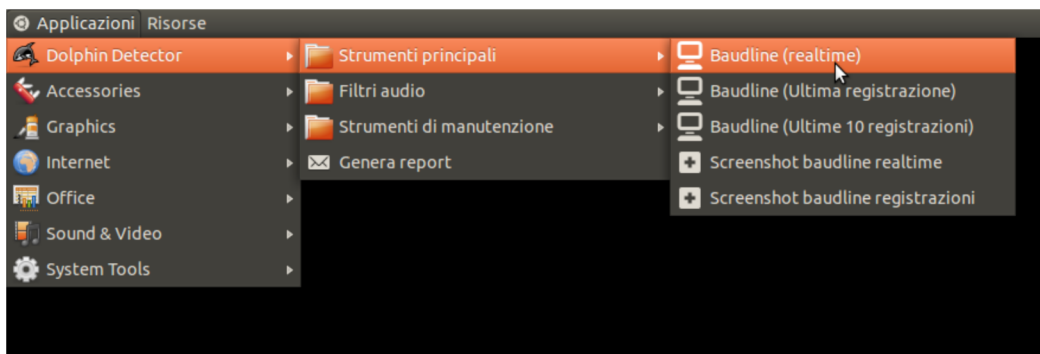 Applicazioni Risorse
Dolphin Detector
Accessories
Graphics
Internet
Office
Sound & Video
System Tools
Strumenti principali
Filtri audio
Strumenti di manutenzione
Genera report
Baudline (realtime)
Baudline (Ultima registrazione)
Baudline (Ultime 10 registrazioni)
Screenshot baudline realtime
Screenshot baudline registrazioni